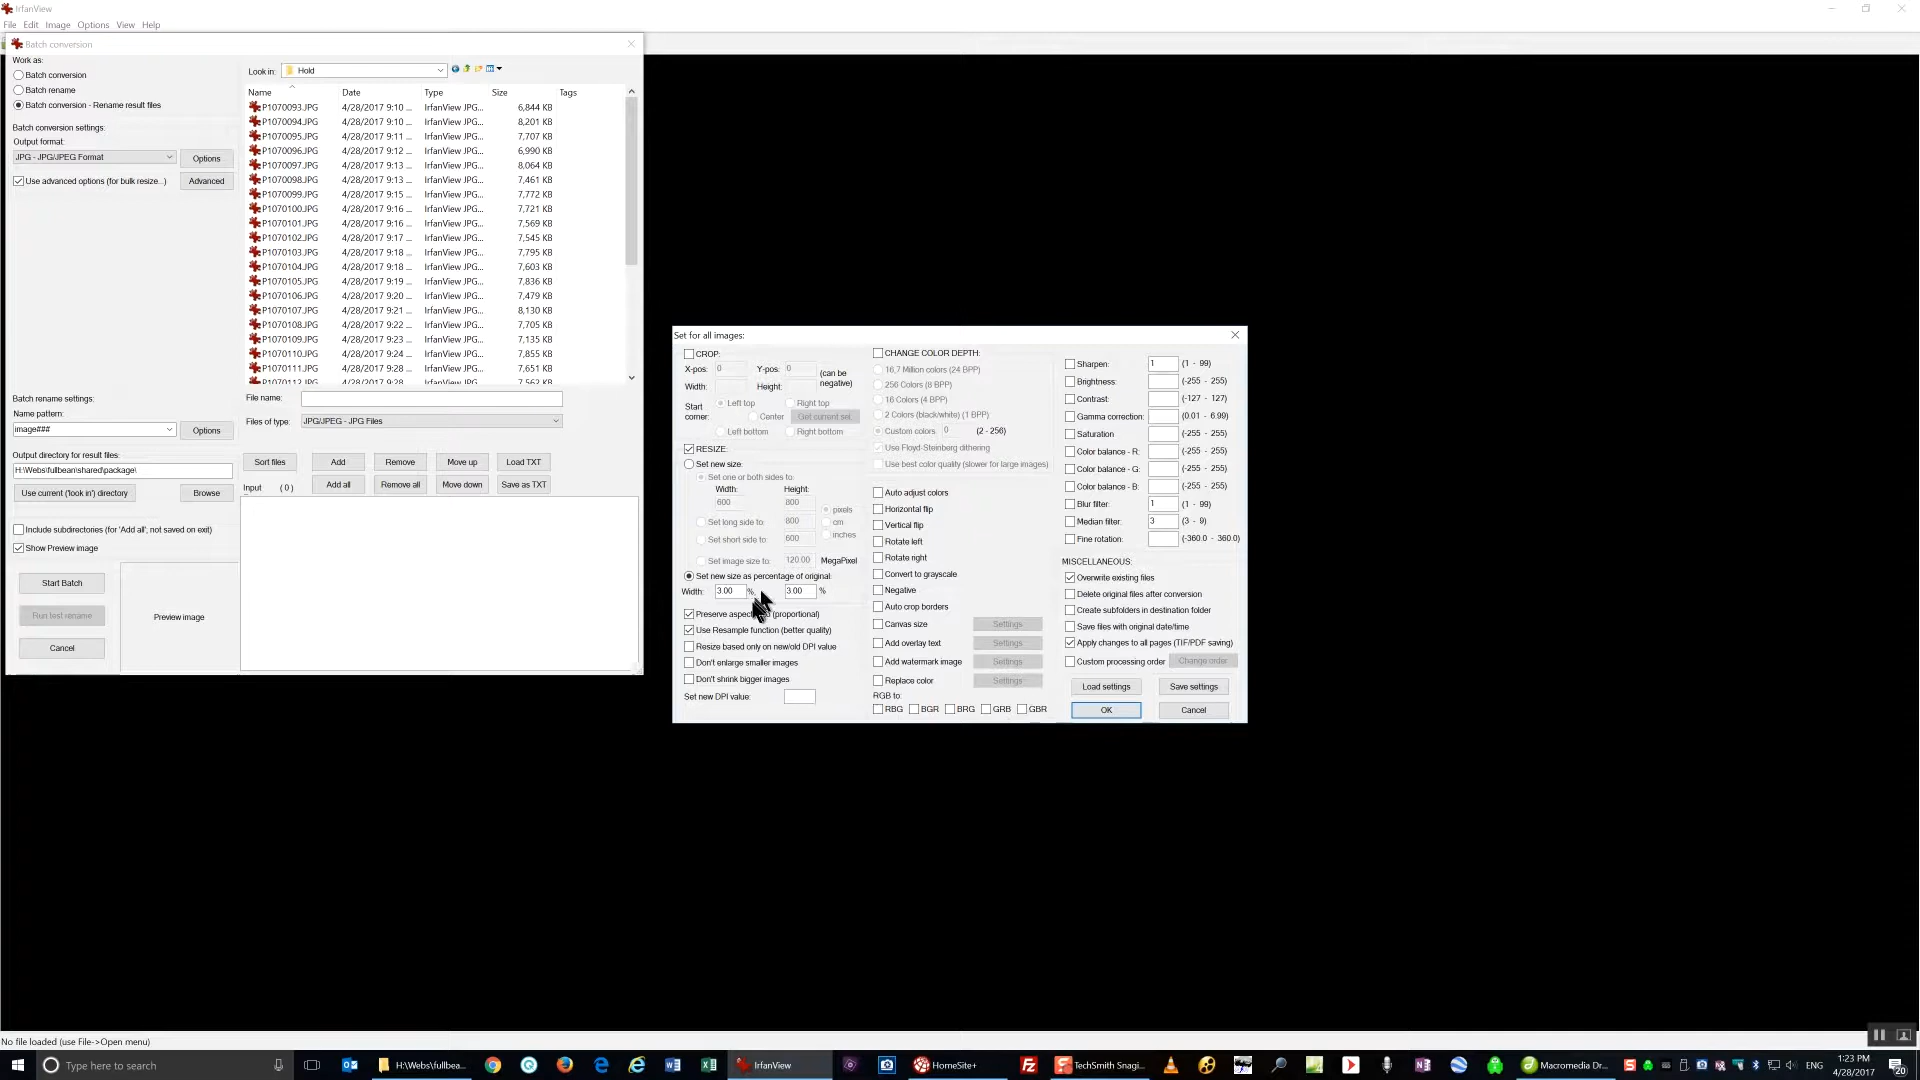 IrfanView
File Edit Image Options View Help
Batch conversion
Work as:
Batch conversion
Batch rename
Batch conversion - Rename result files
Batch conversion settings:
Output format:
JPG - JPG/JPEG Format
Options
Use advanced options (for bulk resize...)
Advanced
Batch rename settings:
Name pattern:
image###
Options
Output directory for result files:
H:\Webs\fullbean\shared\package\
Use current ('look in') directory
Browse
Include subdirectories (for 'Add all', not saved on exit)
Show Preview image
Start Batch
Run test rename
Cancel
Preview image
Look in: Hold
Name Date Type Size Tags
P1070093.JPG 4/28/2017 9:10 ... IrfanView JPG... 6,844 KB
P1070094.JPG 4/28/2017 9:10 ... IrfanView JPG... 8,201 KB
P1070095.JPG 4/28/2017 9:11 ... IrfanView JPG... 7,707 KB
P1070096.JPG 4/28/2017 9:12 ... IrfanView JPG... 6,990 KB
P1070097.JPG 4/28/2017 9:13 ... IrfanView JPG... 8,064 KB
P1070098.JPG 4/28/2017 9:13 ... IrfanView JPG... 7,461 KB
P1070099.JPG 4/28/2017 9:15 ... IrfanView JPG... 7,772 KB
P1070100.JPG 4/28/2017 9:16 ... IrfanView JPG... 7,721 KB
P1070101.JPG 4/28/2017 9:16 ... IrfanView JPG... 7,569 KB
P1070102.JPG 4/28/2017 9:17 ... IrfanView JPG... 7,545 KB
P1070103.JPG 4/28/2017 9:18 ... IrfanView JPG... 7,795 KB
P1070104.JPG 4/28/2017 9:18 ... IrfanView JPG... 7,603 KB
P1070105.JPG 4/28/2017 9:19 ... IrfanView JPG... 7,836 KB
P1070106.JPG 4/28/2017 9:20 ... IrfanView JPG... 7,479 KB
P1070107.JPG 4/28/2017 9:21 ... IrfanView JPG... 8,130 KB
P1070108.JPG 4/28/2017 9:22 ... IrfanView JPG... 7,705 KB
P1070109.JPG 4/28/2017 9:23 ... IrfanView JPG... 7,135 KB
P1070110.JPG 4/28/2017 9:24 ... IrfanView JPG... 7,855 KB
P1070111.JPG 4/28/2017 9:28 ... IrfanView JPG... 7,651 KB
P1070112.JPG 4/28/2017 9:28 ... IrfanView JPG... 7,562 KB
File name:
Files of type: JPG/JPEG - JPG Files
Sort files Add Remove Move up Load TXT
Input ( 0 ) Add all Remove all Move down Save as TXT
Set for all images:
CROP:
X-pos: 0 Y-pos: 0 (can be negative)
Width: Height:
Start corner: Left top Right top
Center Get current sel.
Left bottom Right bottom
RESIZE:
Set new size:
Set one or both sides to:
Width: Height:
600 800 pixels
Set long side to: 800 cm
Set short side to: 600 inches
Set image size to: 120.00 MegaPixel
Set new size as percentage of original:
Width: 3.00 % 3.00 %
Preserve aspect (proportional)
Use Resample function (better quality)
Resize based only on new/old DPI value
Don't enlarge smaller images
Don't shrink bigger images
Set new DPI value:
CHANGE COLOR DEPTH:
16,7 Million colors (24 BPP)
256 Colors (8 BPP)
16 Colors (4 BPP)
2 Colors (black/white) (1 BPP)
Custom colors: 0 (2 - 256)
Use Floyd-Steinberg dithering
Use best color quality (slower for large images)
Auto adjust colors
Horizontal flip
Vertical flip
Rotate left
Rotate right
Convert to grayscale
Negative
Auto crop borders
Canvas size Settings
Add overlay text Settings
Add watermark image Settings
Replace color Settings
RGB to:
RBG BGR BRG GRB GBR
Sharpen: 1 (1 - 99)
Brightness: (-255 - 255)
Contrast: (-127 - 127)
Gamma correction: (0.01 - 6.99)
Saturation (-255 - 255)
Color balance - R: (-255 - 255)
Color balance - G: (-255 - 255)
Color balance - B: (-255 - 255)
Blur filter: 1 (1 - 99)
Median filter: 3 (3 - 9)
Fine rotation: (-360.0 - 360.0)
MISCELLANEOUS:
Overwrite existing files
Delete original files after conversion
Create subfolders in destination folder
Save files with original date/time
Apply changes to all pages (TIF/PDF saving)
Custom processing order Change order
Load settings Save settings
OK Cancel
No file loaded (use File->Open menu)
Type here to search
H:\Webs\fullbea...
IrfanView
HomeSite+
TechSmith Snagi...
Macromedia Dr...
ENG
1:23 PM
4/28/2017
20